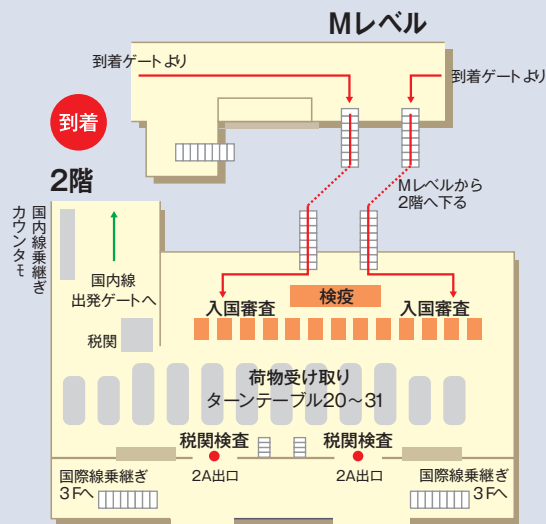 Mレベル
到着ゲートより
到着ゲートより
到着
2階
Mレベルから
2階へ下る
国内線乗継ぎ
カウンター
国内線
出発ゲートへ
税関
検疫
入国審査
入国審査
荷物受け取り
ターンテーブル20～31
税関検査
税関検査
2A出口
2A出口
国際線乗継ぎ
3Fへ
国際線乗継ぎ
3Fへ